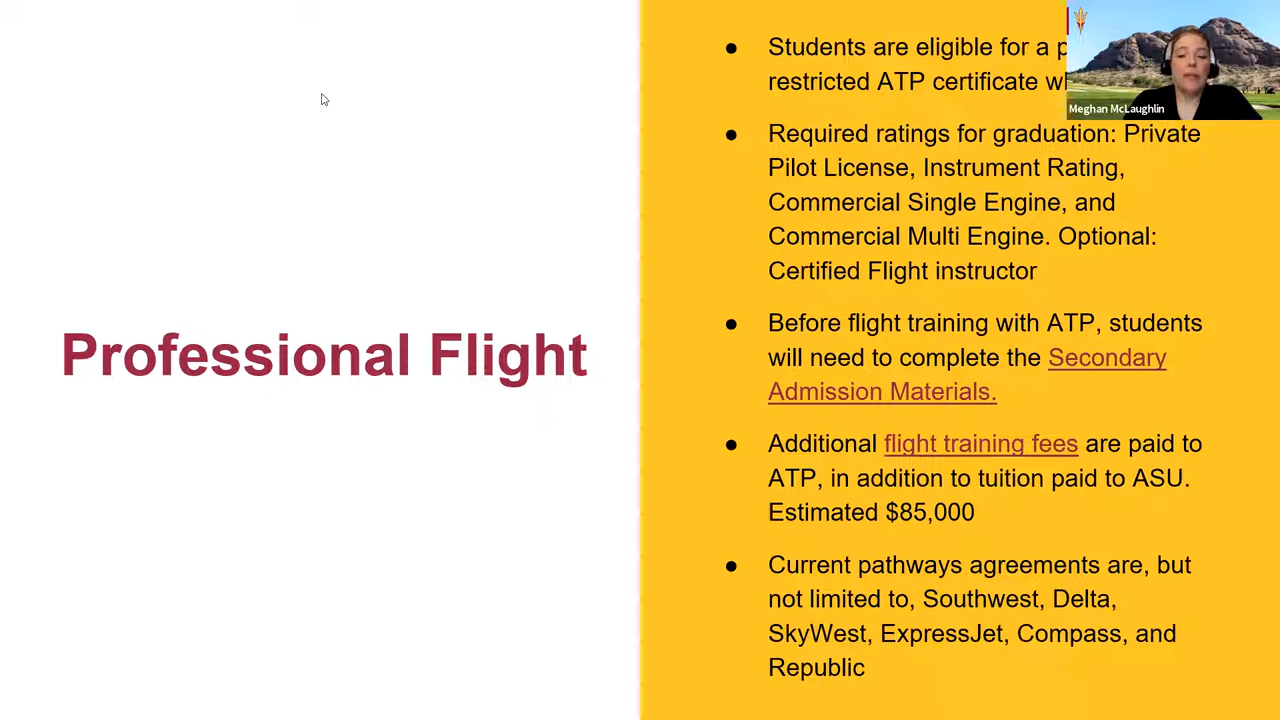 Students are eligible for a
restricted ATP certificate
Meghan McLaughlin
Required ratings for graduation: Private
Pilot License, Instrument Rating,
Commercial Single Engine, and
Commercial Multi Engine. Optional:
Certified Flight instructor
Professional Flight
Before flight training with ATP, students
will need to complete the Secondary
Admission Materials.
Additional flight training fees are paid to
ATP, in addition to tuition paid to ASU.
Estimated $85,000
Current pathways agreements are, but
not limited to, Southwest, Delta,
SkyWest, ExpressJet, Compass, and
Republic